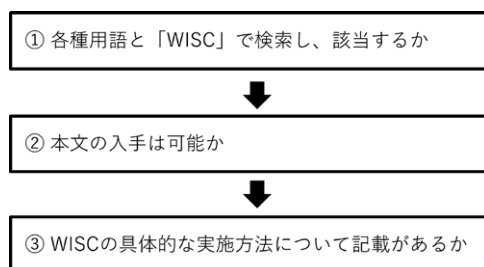 ① 各種用語と「WISC」で検索し、該当するか
② 本文の入手は可能か
③ WISCの具体的な実施方法について記載があるか